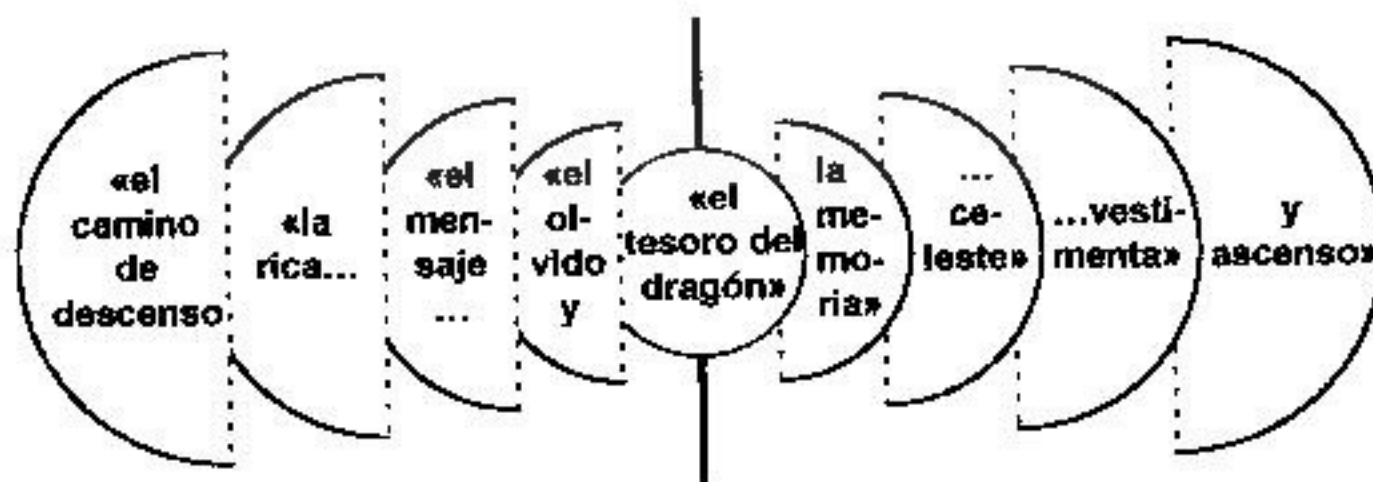 «el
camino
de
descenso
«la
rica...
«el
men-
saje
...
«el
ol-
vido
y
«el
tesoro del
dragón»
la
me-
mo-
ria»
...
ce-
leste»
...vesti-
menta»
y
ascenso»